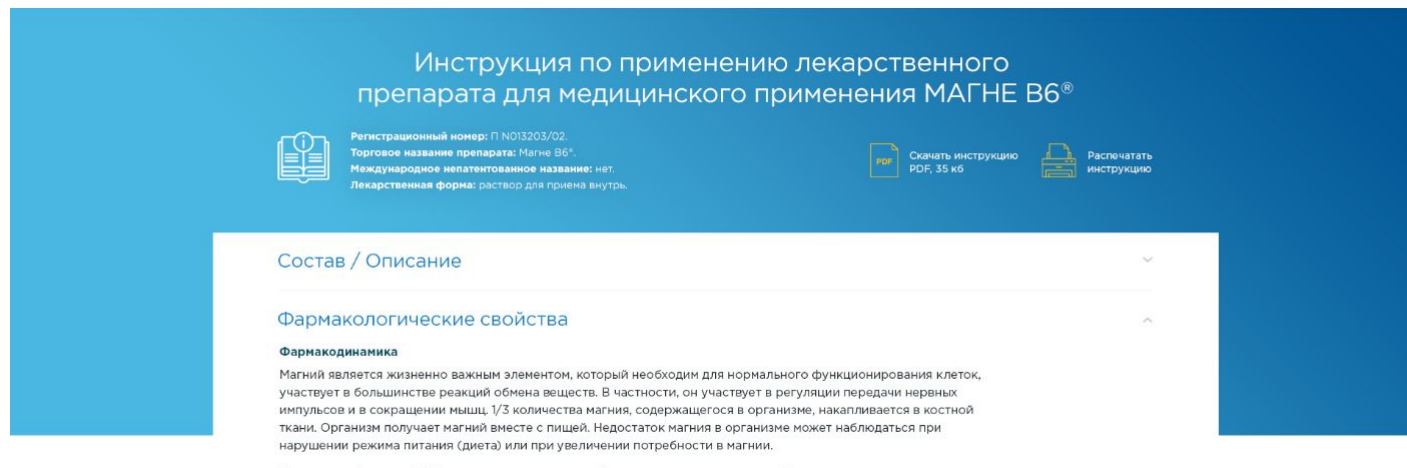 Инструкция по применению лекарственного
препарата для медицинского применения МАГНЕ В6®
Регистрационный номер: П N013203/02.
Торговое название препарата: Магне В6®.
Международное непатентованное название: нет.
Лекарственная форма: раствор для приема внутрь.
PDF
Скачать инструкцию
PDF, 35 кб
Распечатать
инструкцию
Состав / Описание
Фармакологические свойства
Фармакодинамика
Магний является жизненно важным элементом, который необходим для нормального функционирования клеток,
участвует в большинстве реакций обмена веществ. В частности, он участвует в регуляции передачи нервных
импульсов и в сокращении мышц. 1/3 количества магния, содержащегося в организме, накапливается в костной
ткани. Организм получает магний вместе с пищей. Недостаток магния в организме может наблюдаться при
нарушении режима питания (диета) или при увеличении потребности в магнии.